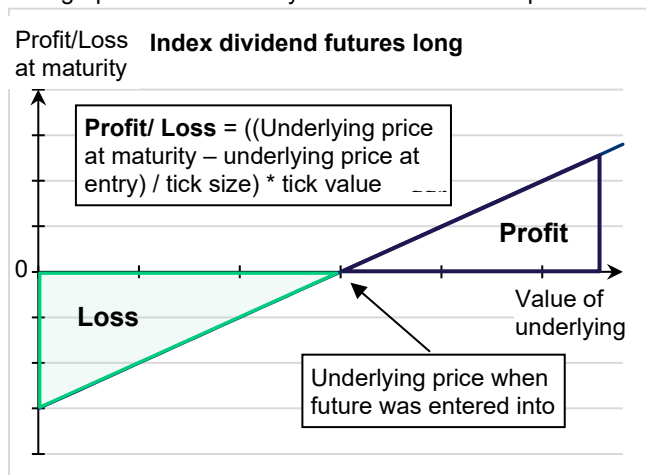 Profit/Loss
at maturity
Index dividend futures long
Profit/ Loss = ((Underlying price
at maturity – underlying price at
entry) / tick size) * tick value
Profit
0
Loss
Value of
underlying
Underlying price when
future was entered into